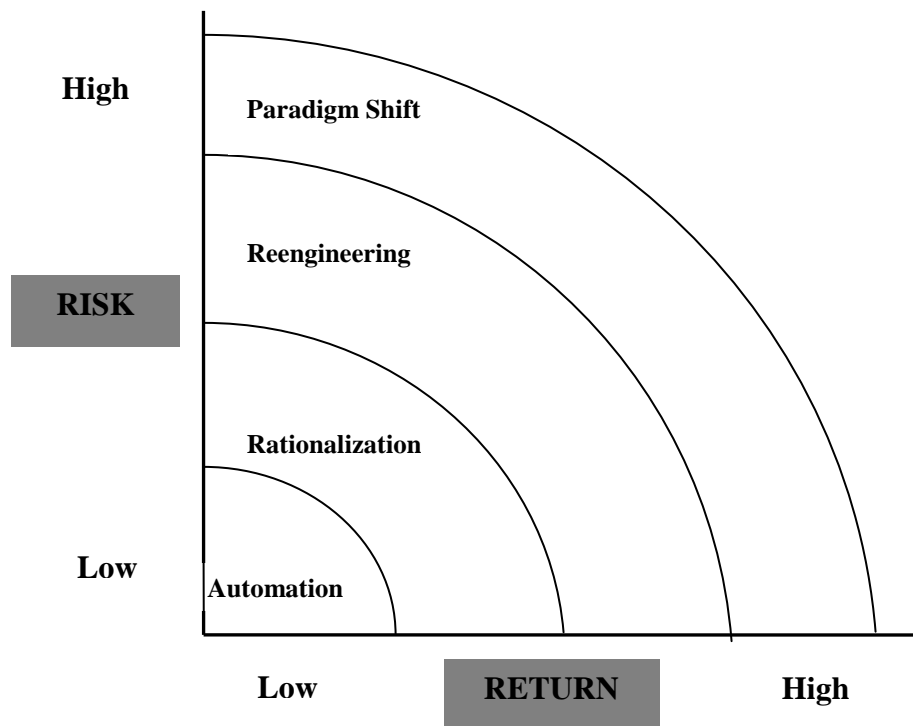 High
Paradigm Shift
Reengineering
RISK
Rationalization
Low
Automation
Low
RETURN
High